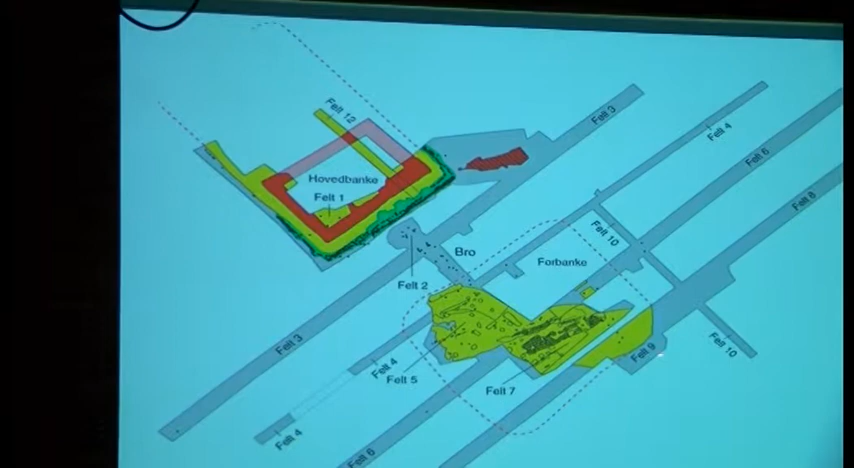 Felt 12
Felt 3
Felt 4
Felt 6
Hovedbanke
Felt 1
Felt 8
Felt 10
Bro
Forbanke
Felt 2
Felt 3
Felt 10
Felt 9
Felt 4
Felt 5
Felt 7
Felt 4
Felt 6